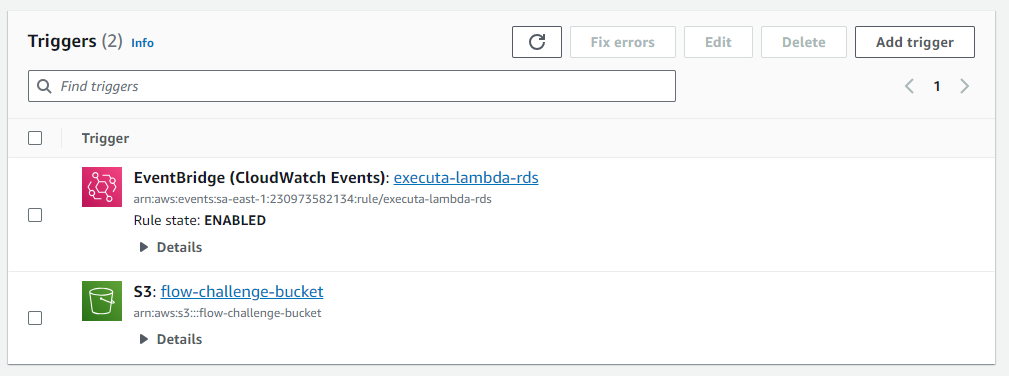 Triggers (2) Info
Fix errors Edit Delete Add trigger
Find triggers
1
Trigger
EventBridge (CloudWatch Events): executa-lambda-rds
arn:aws:events:sa-east-1:230973582134:rule/executa-lambda-rds
Rule state: ENABLED
Details
S3: flow-challenge-bucket
arn:aws:s3:::flow-challenge-bucket
Details